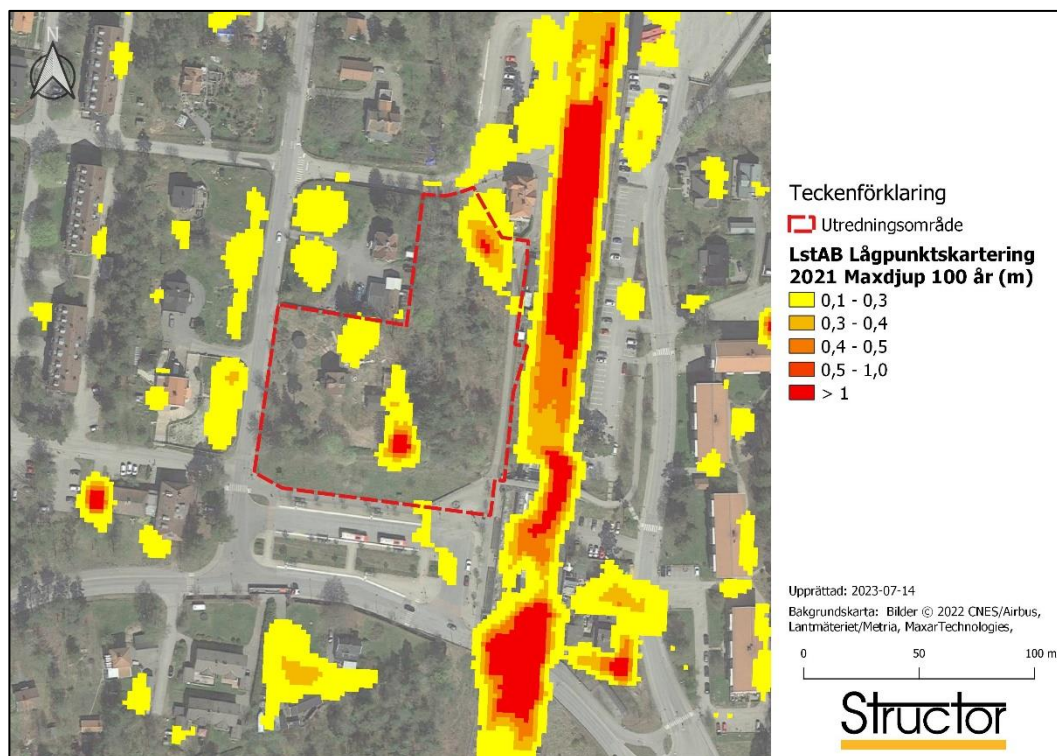 N
Teckenförklaring
Utredningsområde
LstAB Lågpunktskartering
2021 Maxdjup 100 år (m)
0,1 - 0,3
0,3 - 0,4
0,4 - 0,5
0,5 - 1,0
> 1
Upprättad: 2023-07-14
Bakgrundskarta: Bilder © 2022 CNES/Airbus,
Lantmäteriet/Metria, MaxarTechnologies,
0 50 100 m
Structor